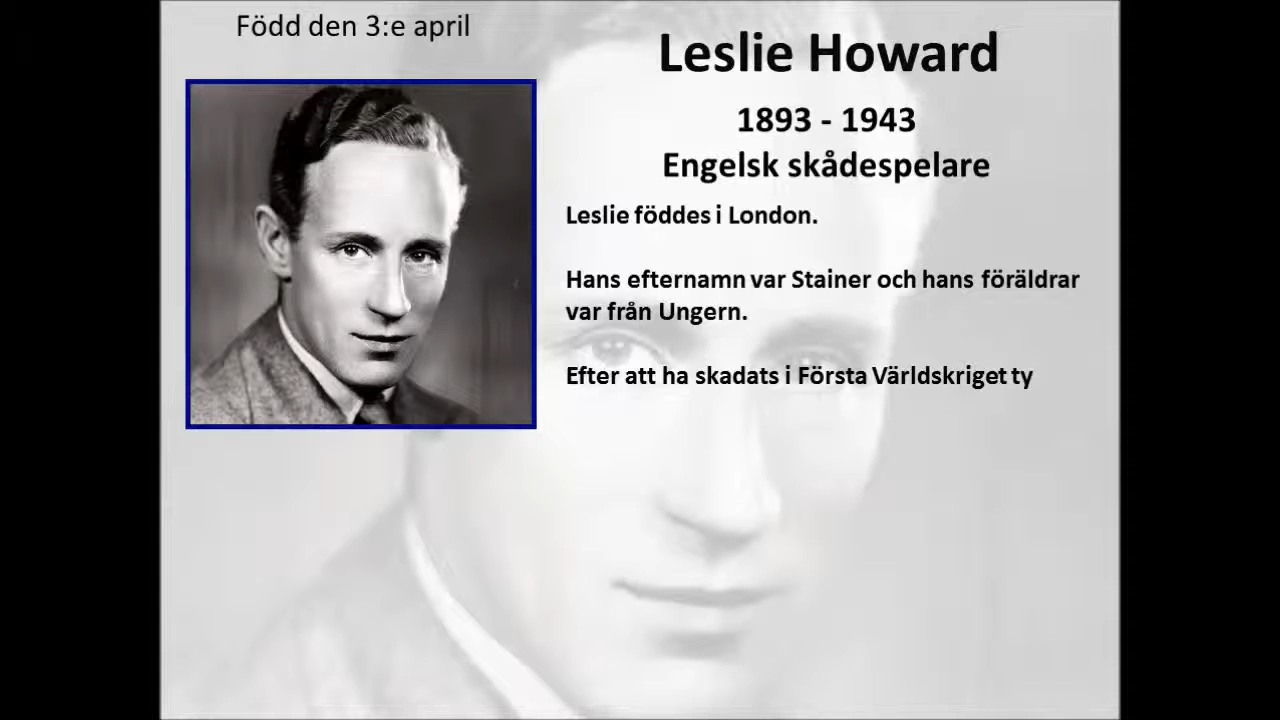 Född den 3:e april
Leslie Howard
1893 - 1943
Engelsk skådespelare
Leslie föddes i London.
Hans efternamn var Stainer och hans föräldrar
var från Ungern.
Efter att ha skadats i Första Världskriget ty